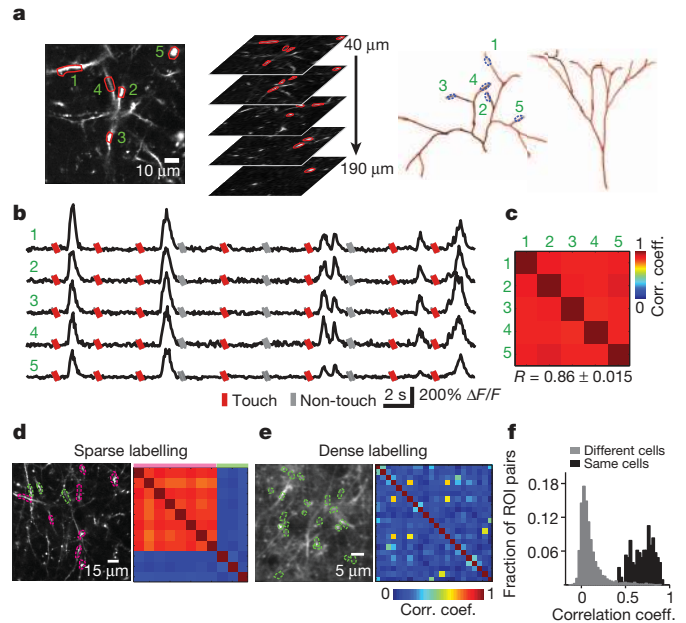 a
5
1
4
2
3
10 μm
40 μm
190 μm
1
3
4
2
5
b
1
2
3
4
5
Touch
Non-touch
2 s
200% ΔF/F
c
1 2 3 4 5
1
2
3
4
5
1
0
Corr. coeff.
R = 0.86 ± 0.015
d
Sparse labelling
15 μm
e
Dense labelling
5 μm
0
1
Corr. coef.
f
Different cells
Same cells
0.18
0.12
0.06
0
1
Fraction of ROI pairs
Correlation coeff.